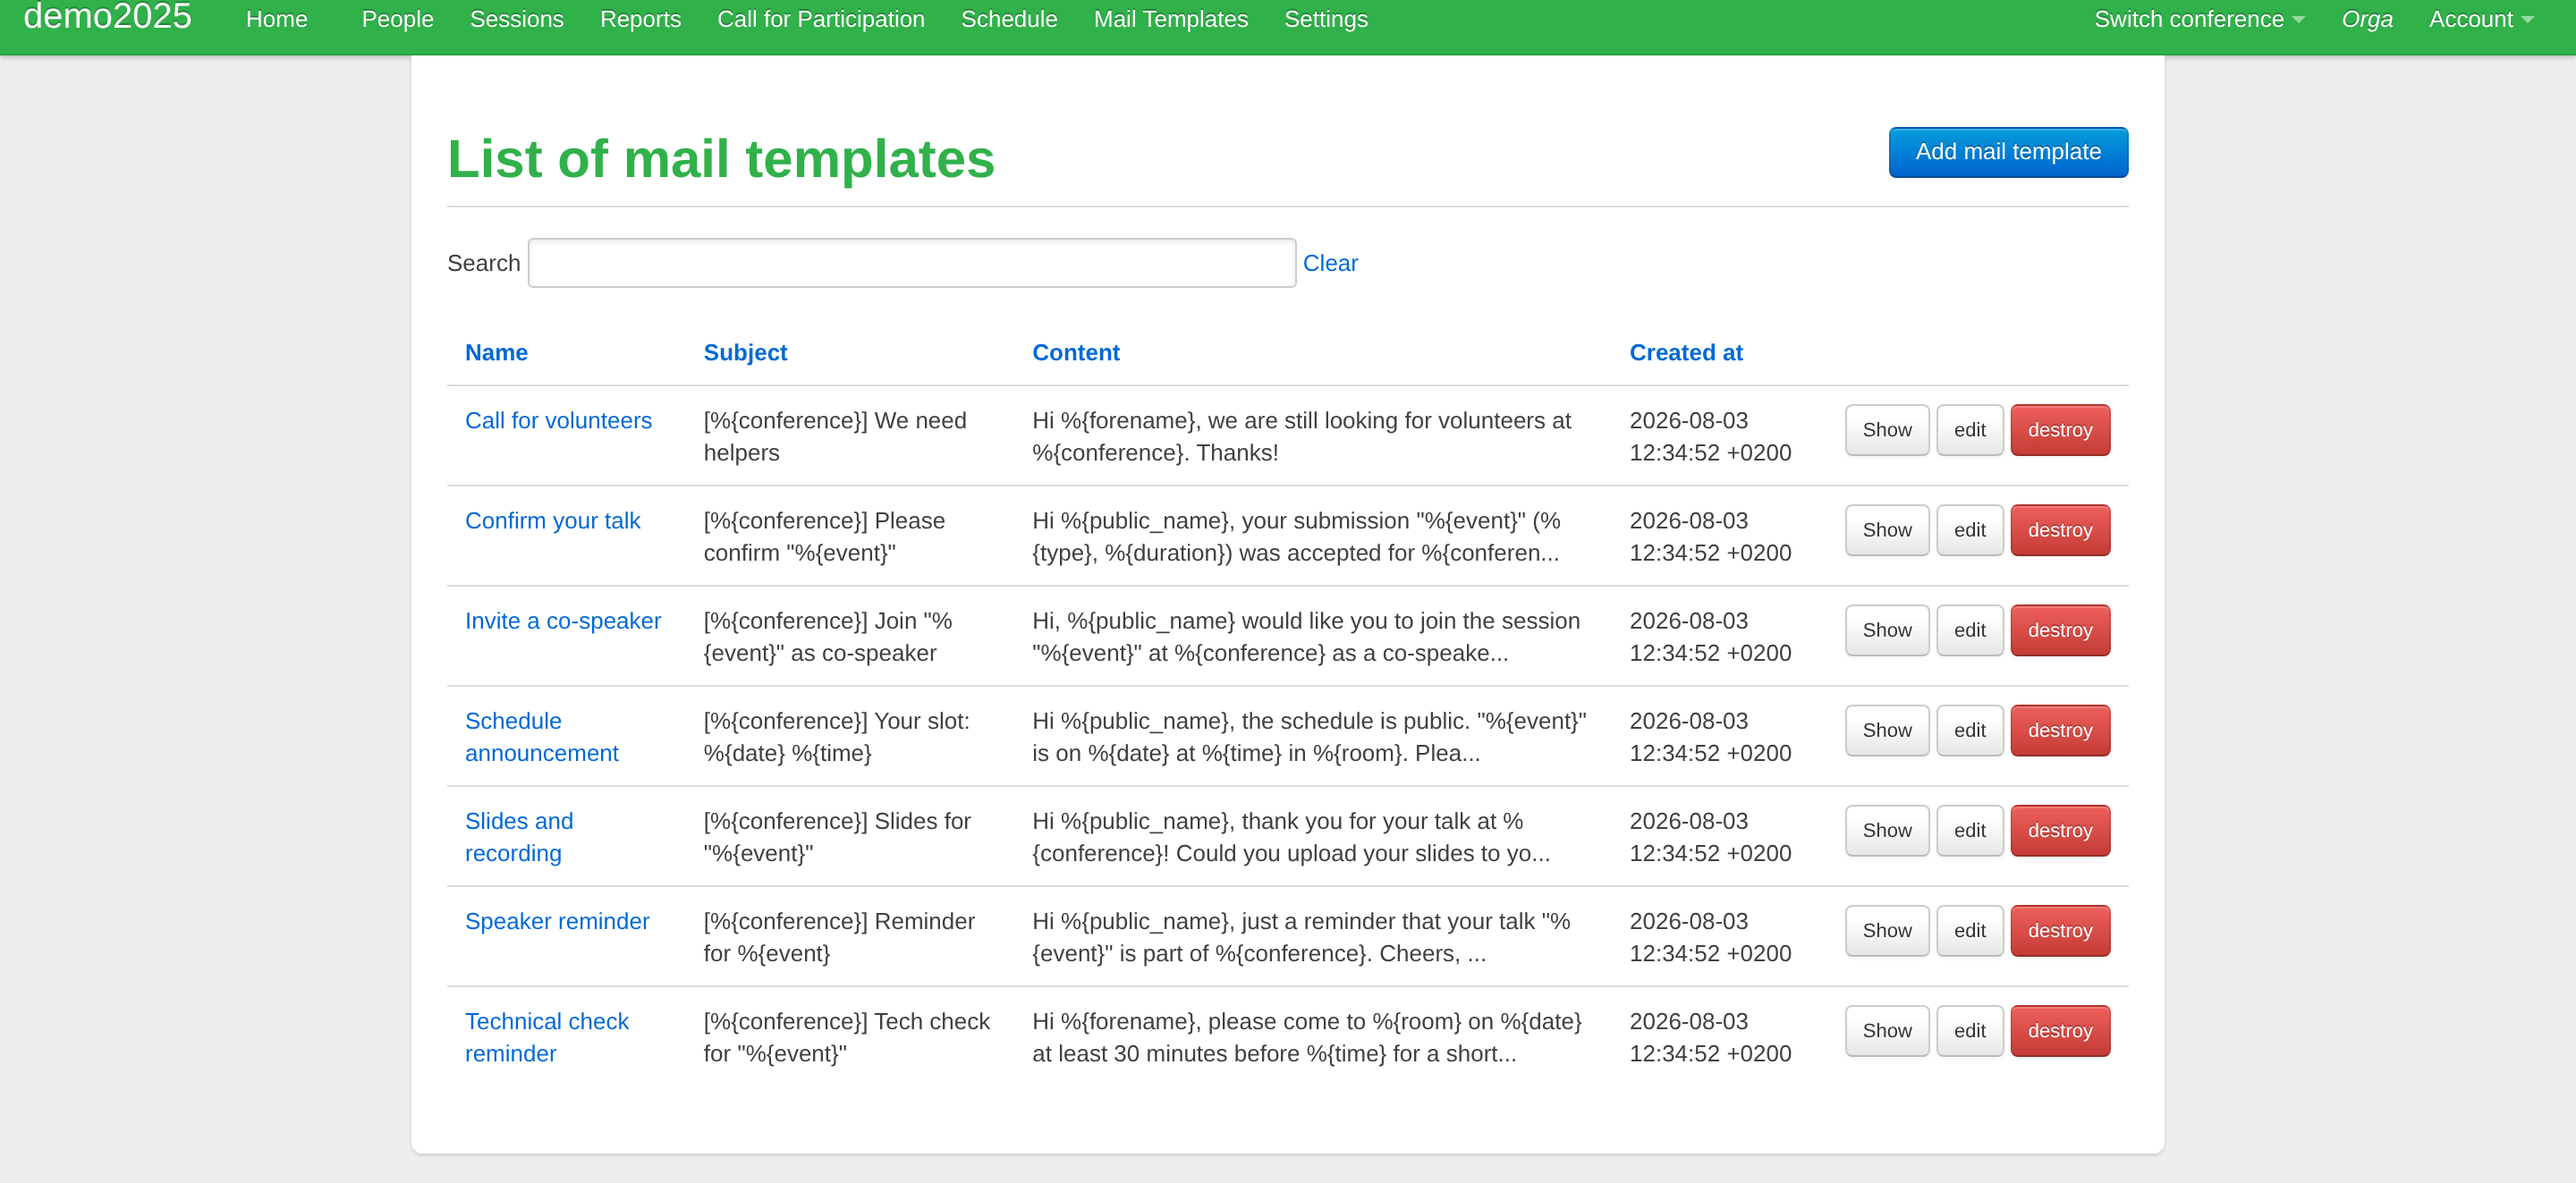 demo2025 Home People Sessions Reports Call for Participation Schedule Mail Templates Settings Switch conference Orga Account
List of mail templates Add mail template
Search Clear
Name Subject Content Created at
Call for volunteers [%{conference}] We need Hi %{forename}, we are still looking for volunteers at 2026-08-03 Show edit destroy
helpers %{conference}. Thanks! 12:34:52 +0200
Confirm your talk [%{conference}] Please Hi %{public_name}, your submission "%{event}" (% 2026-08-03 Show edit destroy
confirm "%{event}" {type}, %{duration}) was accepted for %{conferen... 12:34:52 +0200
Invite a co-speaker [%{conference}] Join "% Hi, %{public_name} would like you to join the session 2026-08-03 Show edit destroy
{event}" as co-speaker "%{event}" at %{conference} as a co-speake... 12:34:52 +0200
Schedule [%{conference}] Your slot: Hi %{public_name}, the schedule is public. "%{event}" 2026-08-03 Show edit destroy
announcement %{date} %{time} is on %{date} at %{time} in %{room}. Plea... 12:34:52 +0200
Slides and [%{conference}] Slides for Hi %{public_name}, thank you for your talk at % 2026-08-03 Show edit destroy
recording "%{event}" {conference}! Could you upload your slides to yo... 12:34:52 +0200
Speaker reminder [%{conference}] Reminder Hi %{public_name}, just a reminder that your talk "% 2026-08-03 Show edit destroy
for %{event} {event}" is part of %{conference}. Cheers, ... 12:34:52 +0200
Technical check [%{conference}] Tech check Hi %{forename}, please come to %{room} on %{date} 2026-08-03 Show edit destroy
reminder for "%{event}" at least 30 minutes before %{time} for a short... 12:34:52 +0200